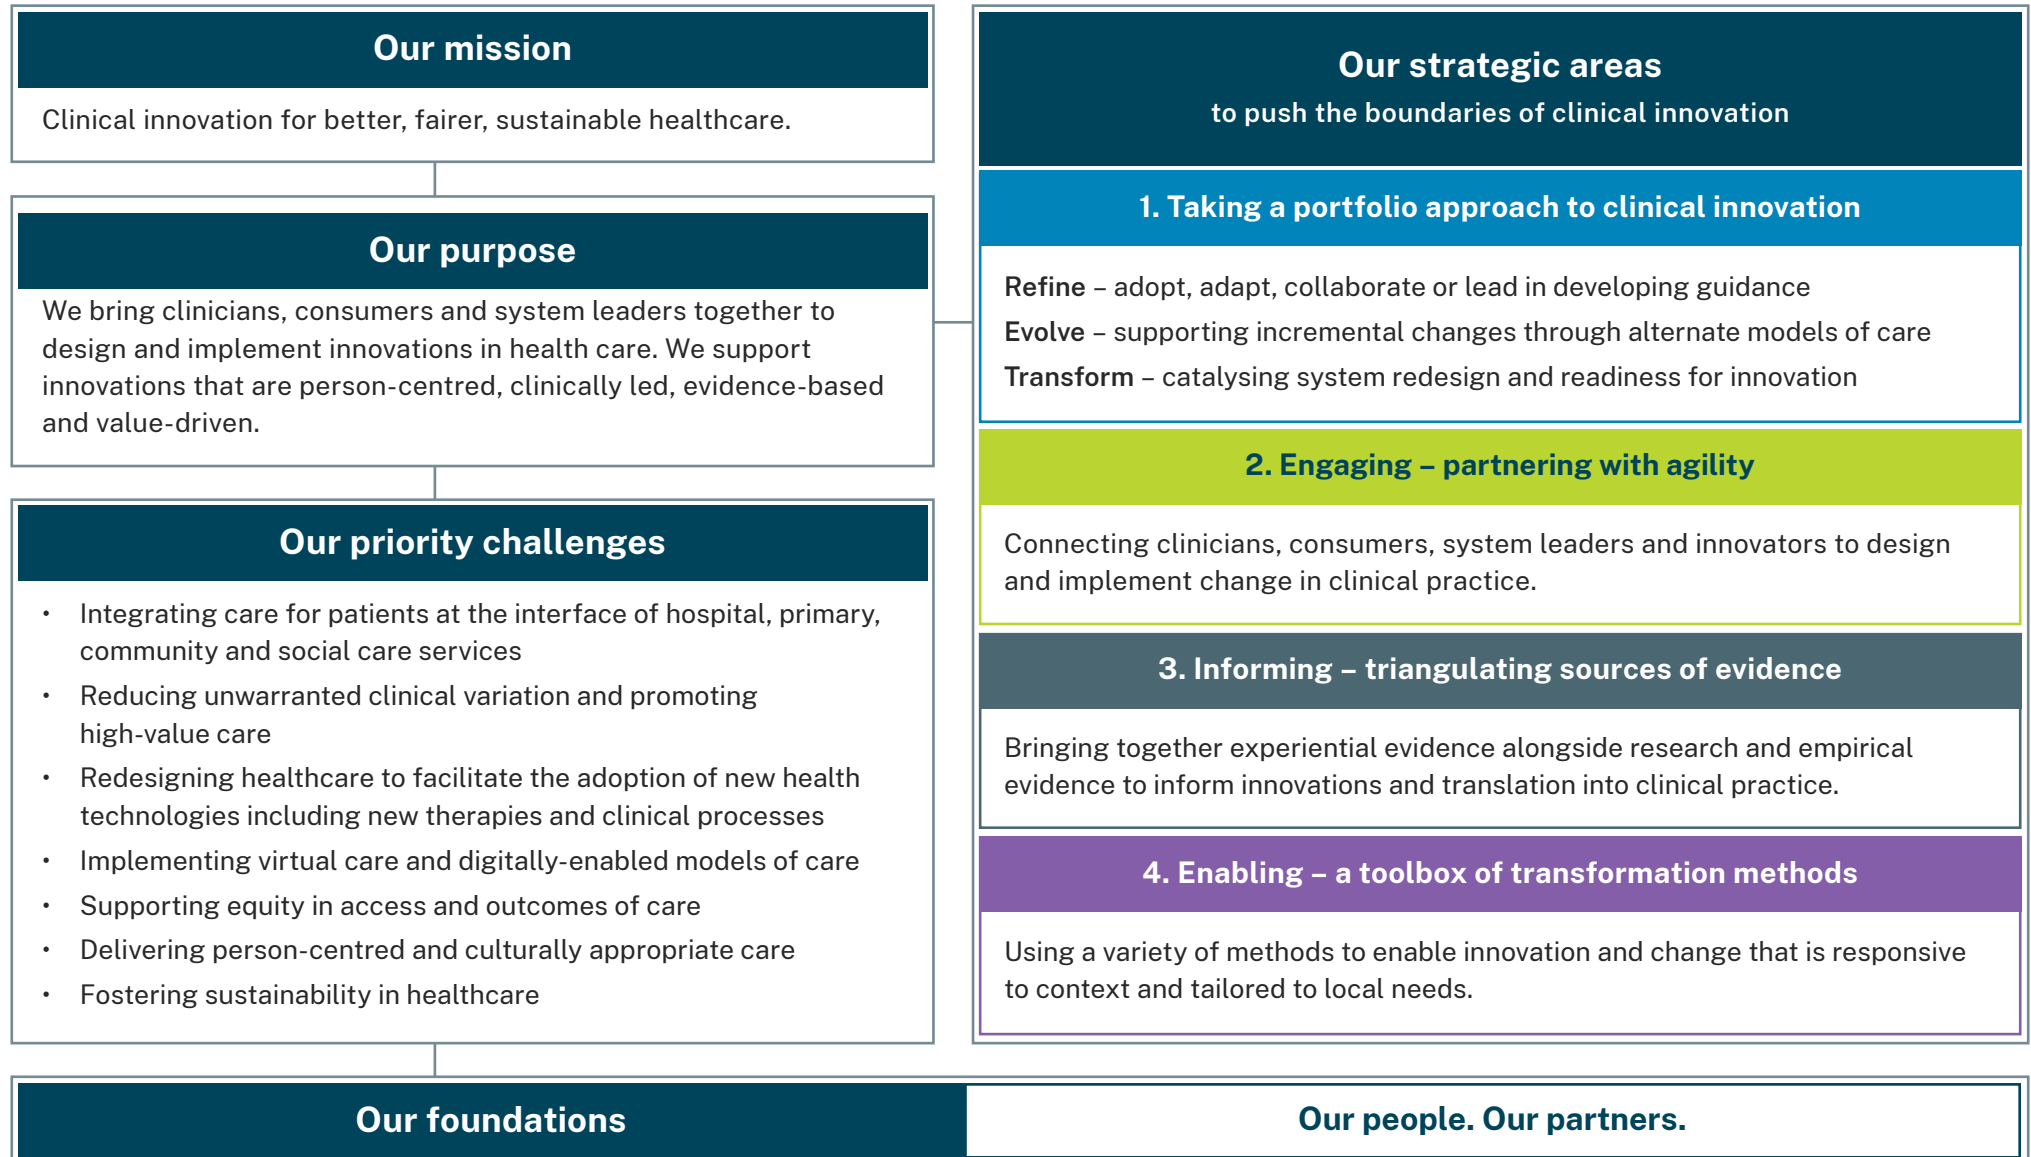 Our mission
Clinical innovation for better, fairer, sustainable healthcare.
Our purpose
We bring clinicians, consumers and system leaders together to
design and implement innovations in health care. We support
innovations that are person-centred, clinically led, evidence-based
and value-driven.
Our priority challenges
• Integrating care for patients at the interface of hospital, primary,
community and social care services
• Reducing unwarranted clinical variation and promoting
high-value care
• Redesigning healthcare to facilitate the adoption of new health
technologies including new therapies and clinical processes
• Implementing virtual care and digitally-enabled models of care
• Supporting equity in access and outcomes of care
• Delivering person-centred and culturally appropriate care
• Fostering sustainability in healthcare
Our strategic areas
to push the boundaries of clinical innovation
1. Taking a portfolio approach to clinical innovation
Refine – adopt, adapt, collaborate or lead in developing guidance
Evolve – supporting incremental changes through alternate models of care
Transform – catalysing system redesign and readiness for innovation
2. Engaging – partnering with agility
Connecting clinicians, consumers, system leaders and innovators to design
and implement change in clinical practice.
3. Informing – triangulating sources of evidence
Bringing together experiential evidence alongside research and empirical
evidence to inform innovations and translation into clinical practice.
4. Enabling – a toolbox of transformation methods
Using a variety of methods to enable innovation and change that is responsive
to context and tailored to local needs.
Our foundations
Our people. Our partners.